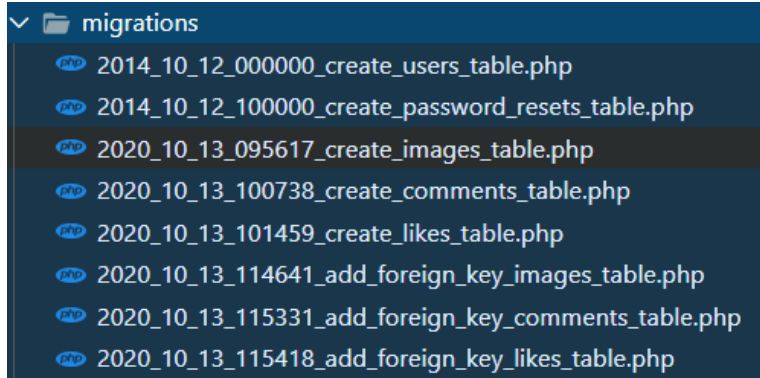 migrations
php 2014_10_12_000000_create_users_table.php
php 2014_10_12_100000_create_password_resets_table.php
php 2020_10_13_095617_create_images_table.php
php 2020_10_13_100738_create_comments_table.php
php 2020_10_13_101459_create_likes_table.php
php 2020_10_13_114641_add_foreign_key_images_table.php
php 2020_10_13_115331_add_foreign_key_comments_table.php
php 2020_10_13_115418_add_foreign_key_likes_table.php